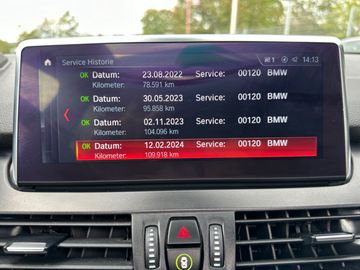 Service Historie 1 14:13
OK Datum: 23.08.2022 Service: 00120 BMW
Kilometer: 78.591 km
OK Datum: 30.05.2023 Service: 00120 BMW
Kilometer: 95.858 km
OK Datum: 02.11.2023 Service: 00120 BMW
Kilometer: 104.096 km
OK Datum: 12.02.2024 Service: 00120 BMW
Kilometer: 109.918 km